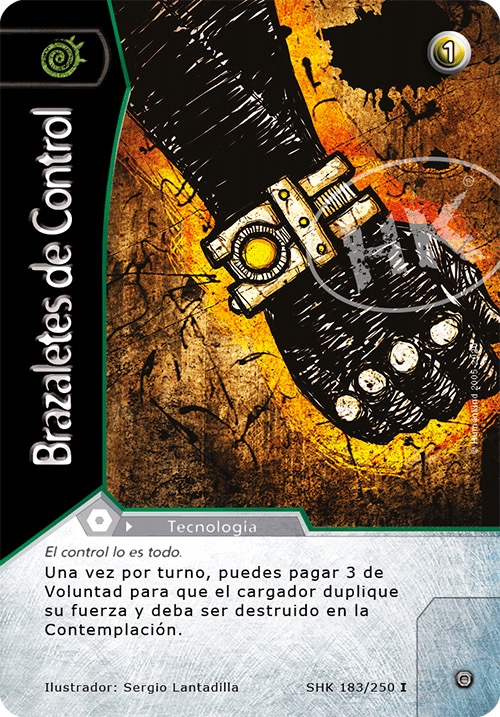 1
Brazaletes de Control
HK®
Tecnología
El control lo es todo.
Una vez por turno, puedes pagar 3 de
Voluntad para que el cargador duplique
su fuerza y deba ser destruido en la
Contemplación.
Ilustrador: Sergio Lantadilla
SHK 183/250 I